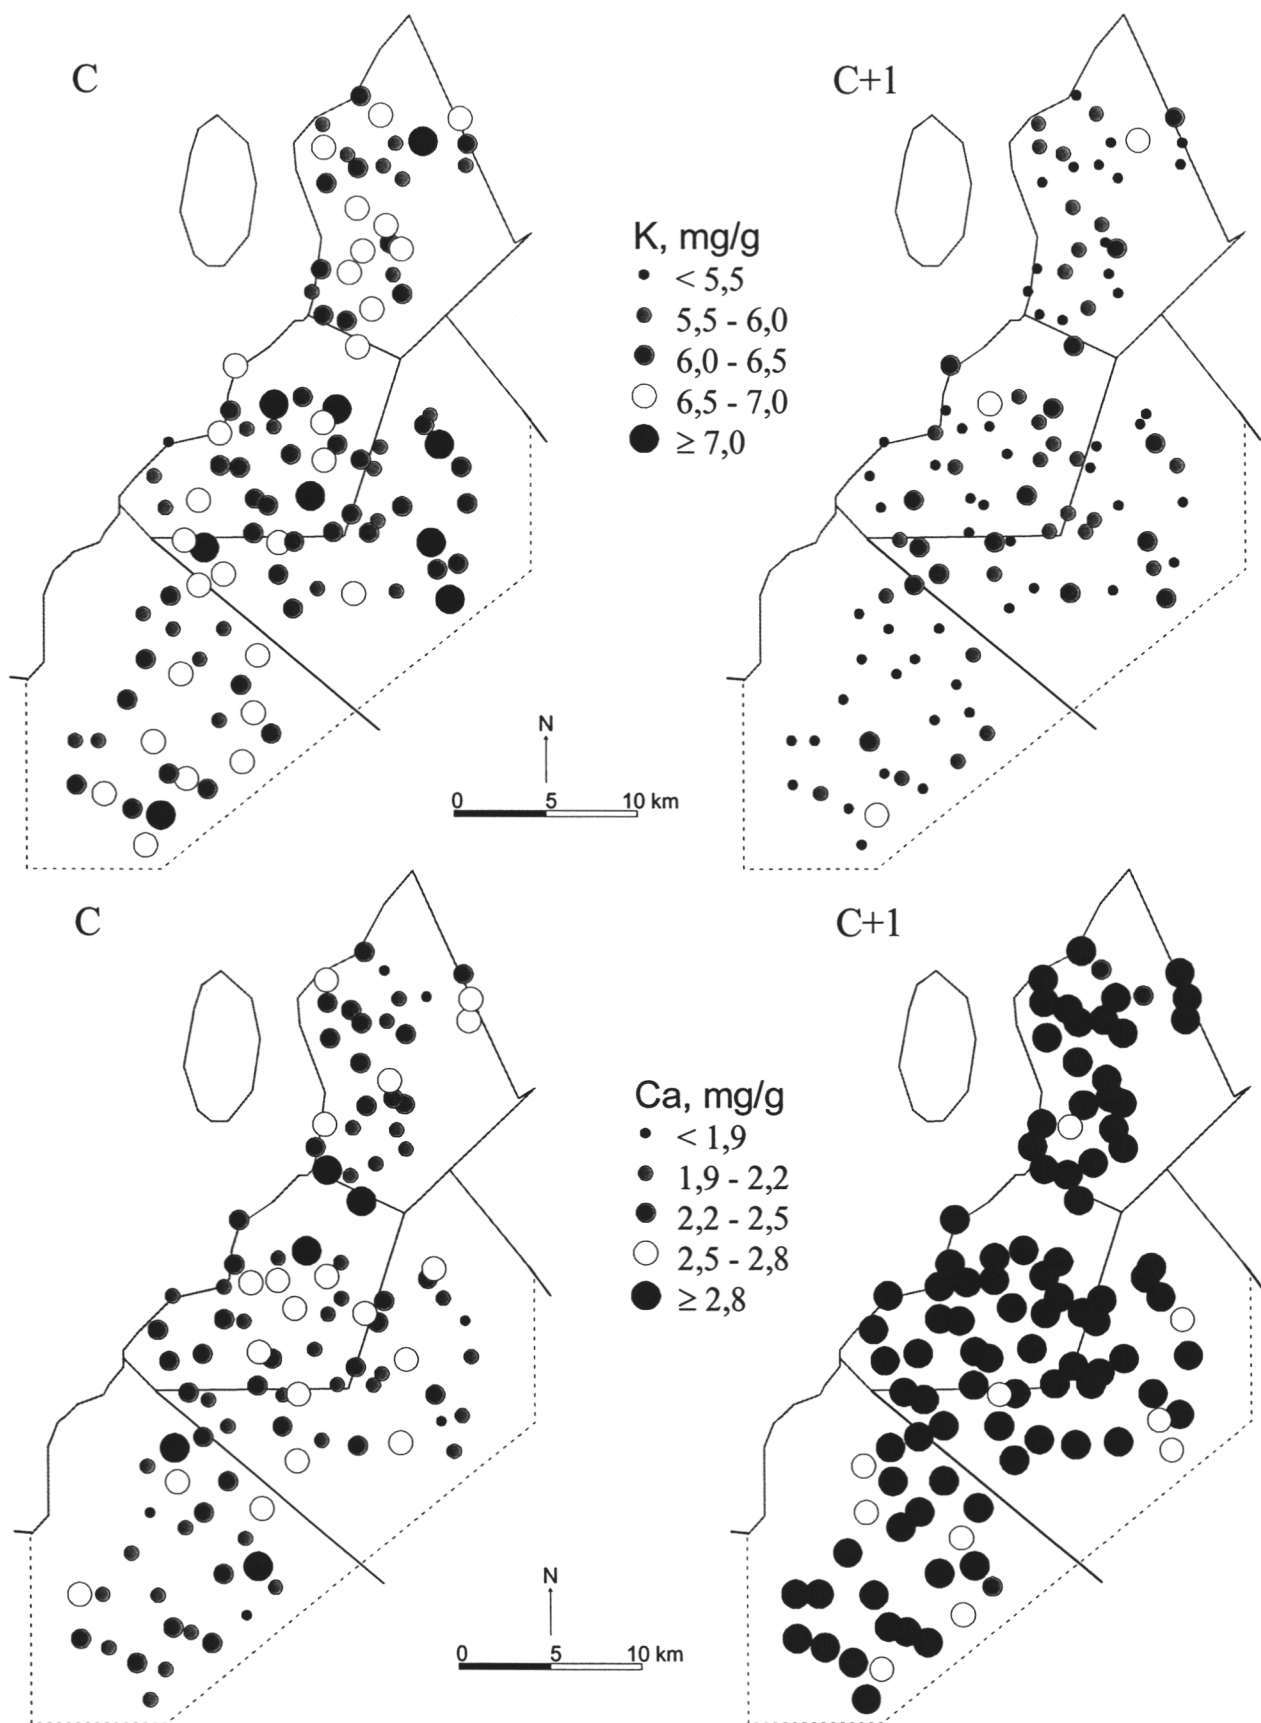 C
C+1
K, mg/g
< 5,5
5,5 - 6,0
6,0 - 6,5
6,5 - 7,0
≥ 7,0
N
0 5 10 km
C
C+1
Ca, mg/g
< 1,9
1,9 - 2,2
2,2 - 2,5
2,5 - 2,8
≥ 2,8
N
0 5 10 km